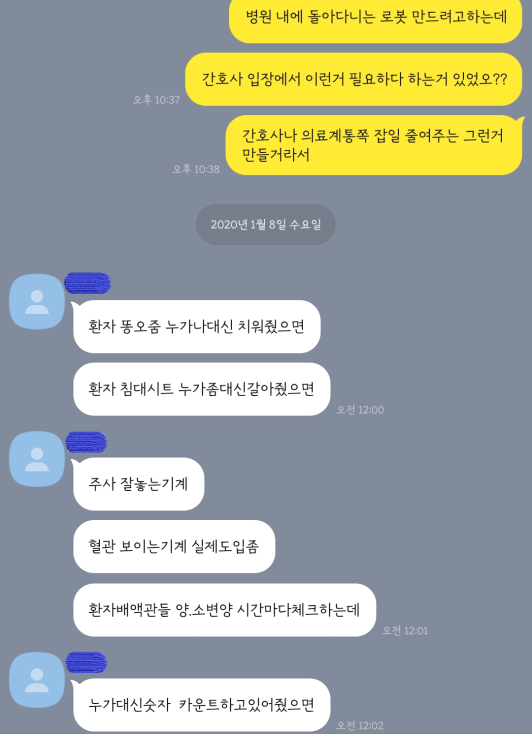 병원 내에 돌아다니는 로봇 만드려고하는데
간호사 입장에서 이런거 필요하다 하는거 있었오??
오후 10:37
간호사나 의료계통쪽 잡일 줄여주는 그런거
만들거라서
오후 10:38
2020년 1월 8일 수요일
환자 똥오줌 누가나대신 치워줬으면
환자 침대시트 누가좀대신갈아줬으면
오전 12:00
주사 잘놓는기계
혈관 보이는기계 실제도입좀
환자배액관들 양.소변양 시간마다체크하는데
오전 12:01
누가대신숫자 카운트하고있어줬으면
오전 12:02